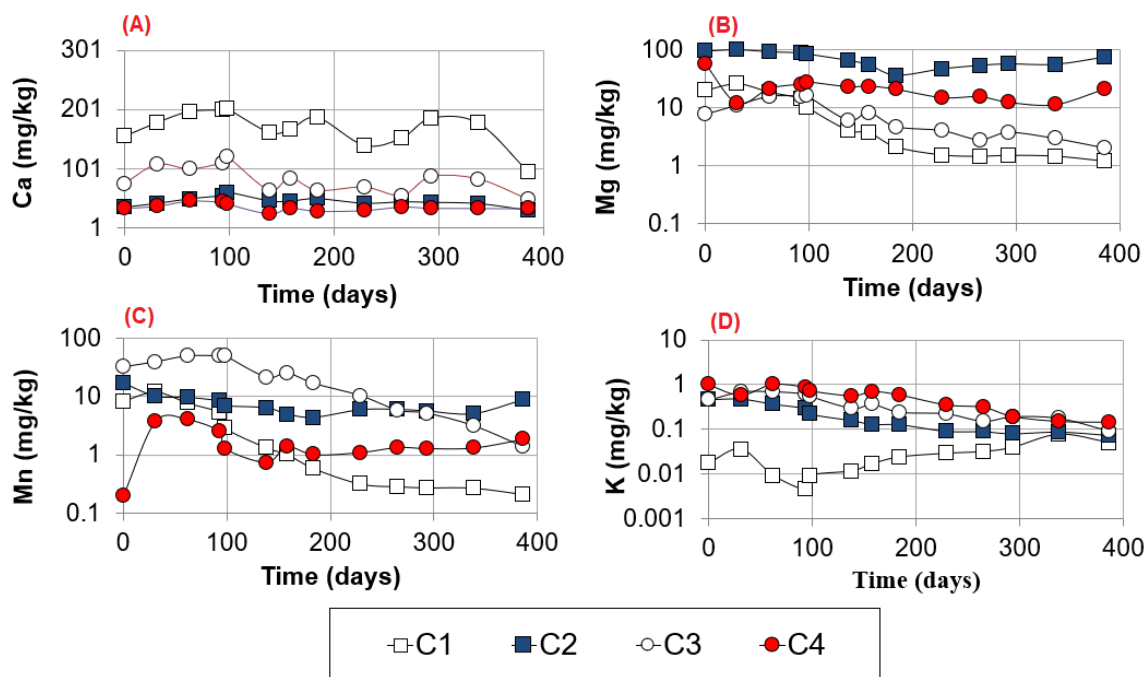 (A)
301
201
101
1
Ca (mg/kg)
0 100 200 300 400
Time (days)
(B)
100
10
1
0.1
Mg (mg/kg)
0 100 200 300 400
Time (days)
(C)
100
10
1
0.1
Mn (mg/kg)
0 100 200 300 400
Time (days)
(D)
10
1
0.1
0.01
0.001
K (mg/kg)
0 100 200 300 400
Time (days)
C1 C2 C3 C4